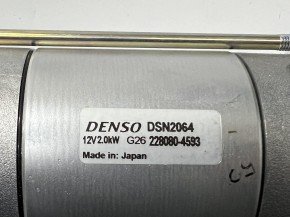 DENSO DSN2064
12V2.0kW G26 228080-4593
Made in: Japan